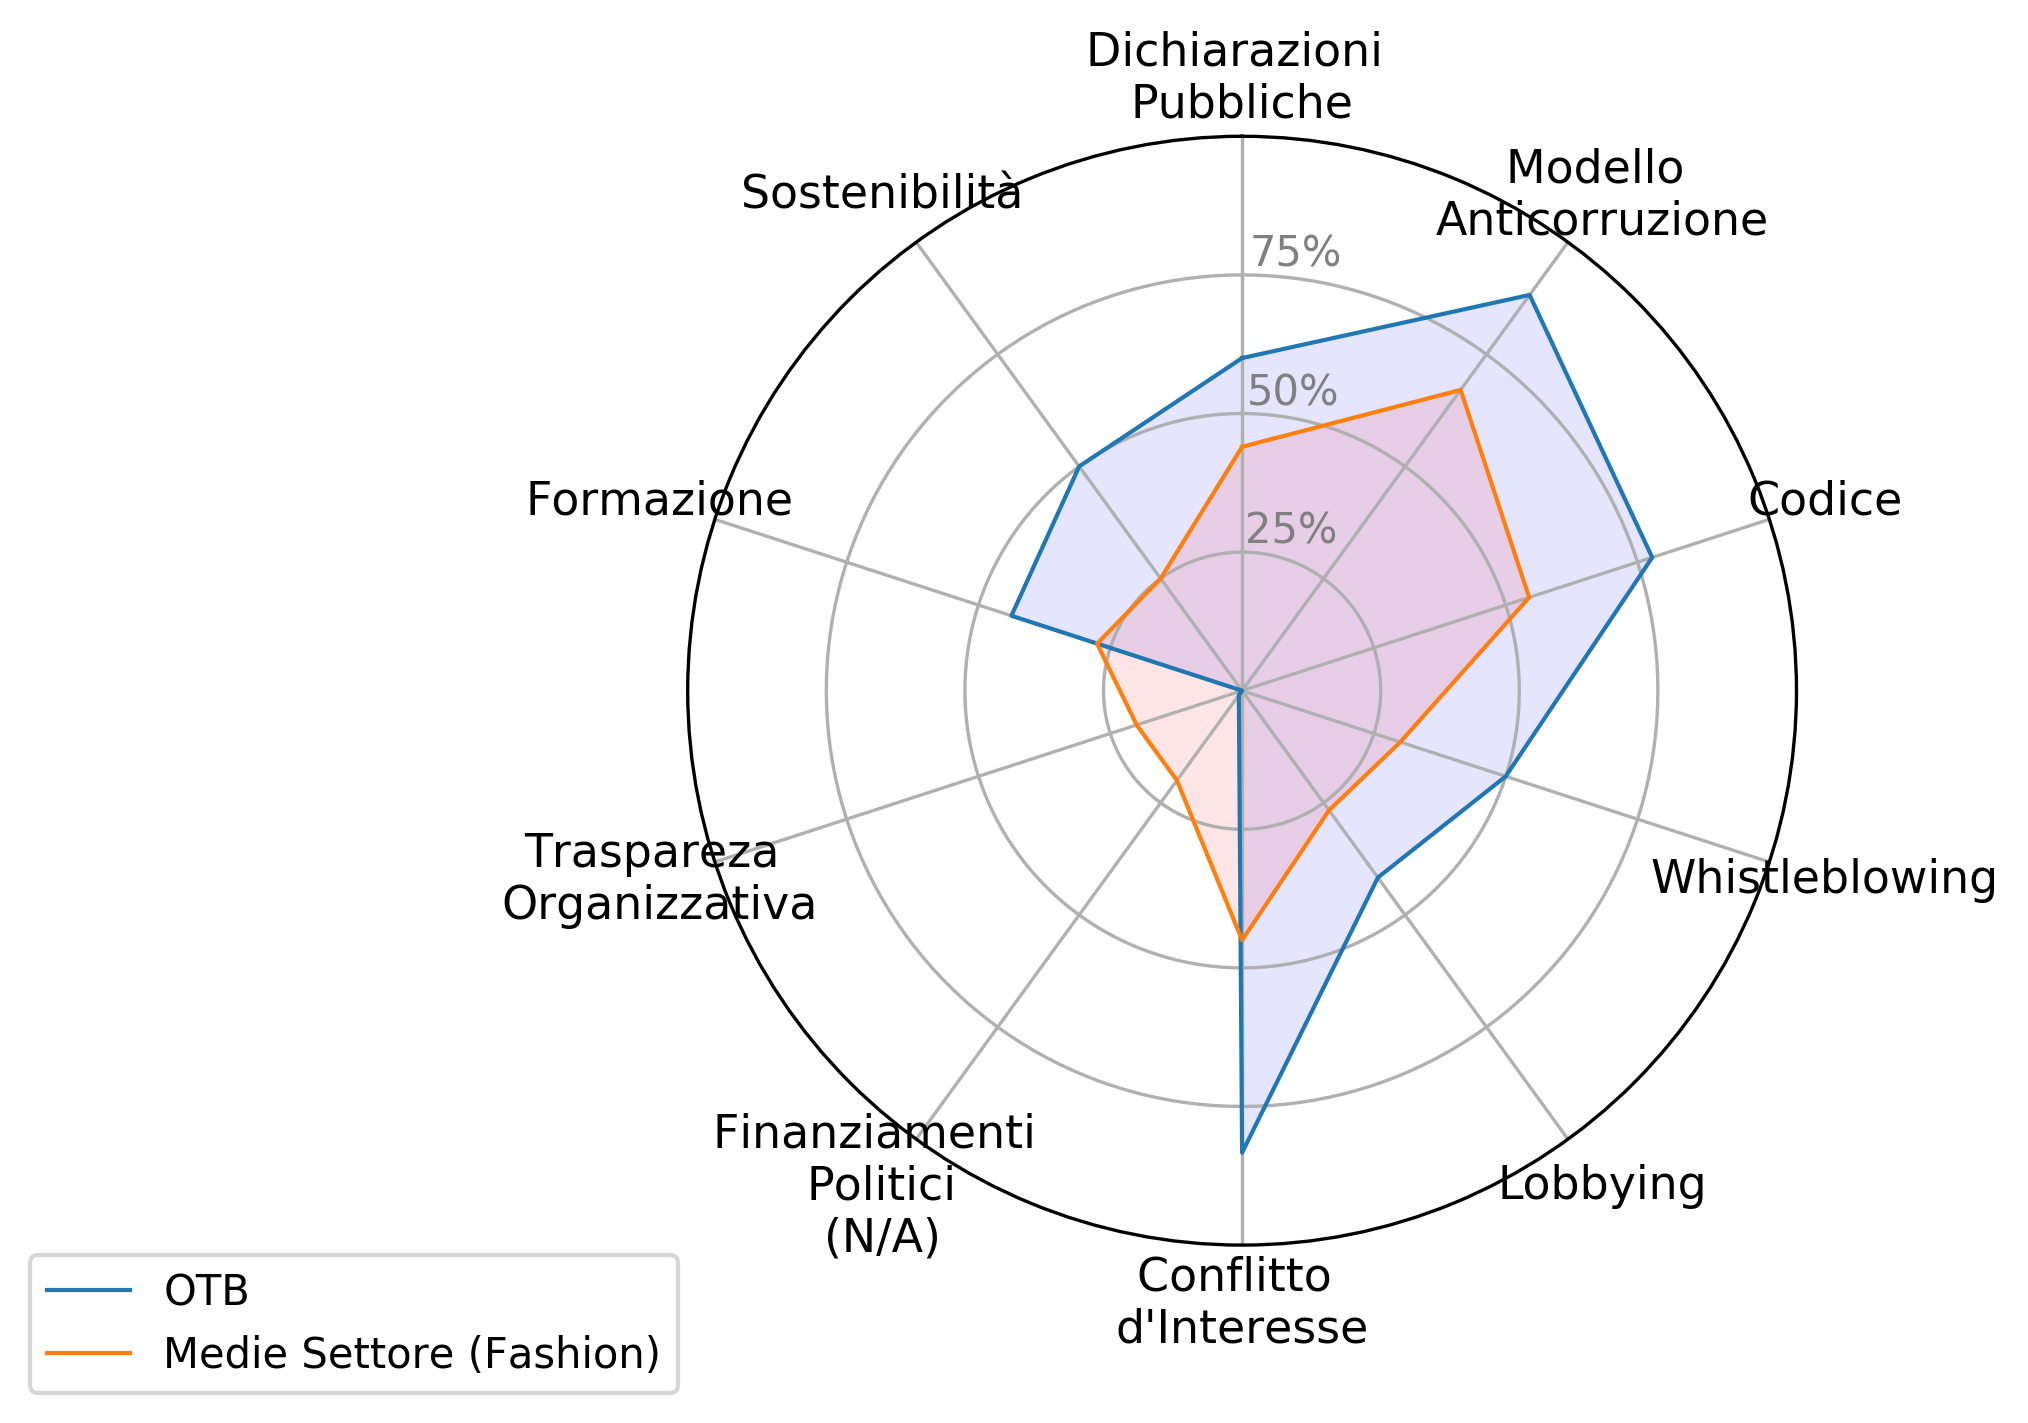 Dichiarazioni
Pubbliche
Modello
Anticorruzione
Sostenibilità
75%
50%
Formazione
Codice
25%
Traspareza
Organizzativa
Whistleblowing
Finanziamenti
Politici
(N/A)
Lobbying
Conflitto
d'Interesse
OTB
Medie Settore (Fashion)